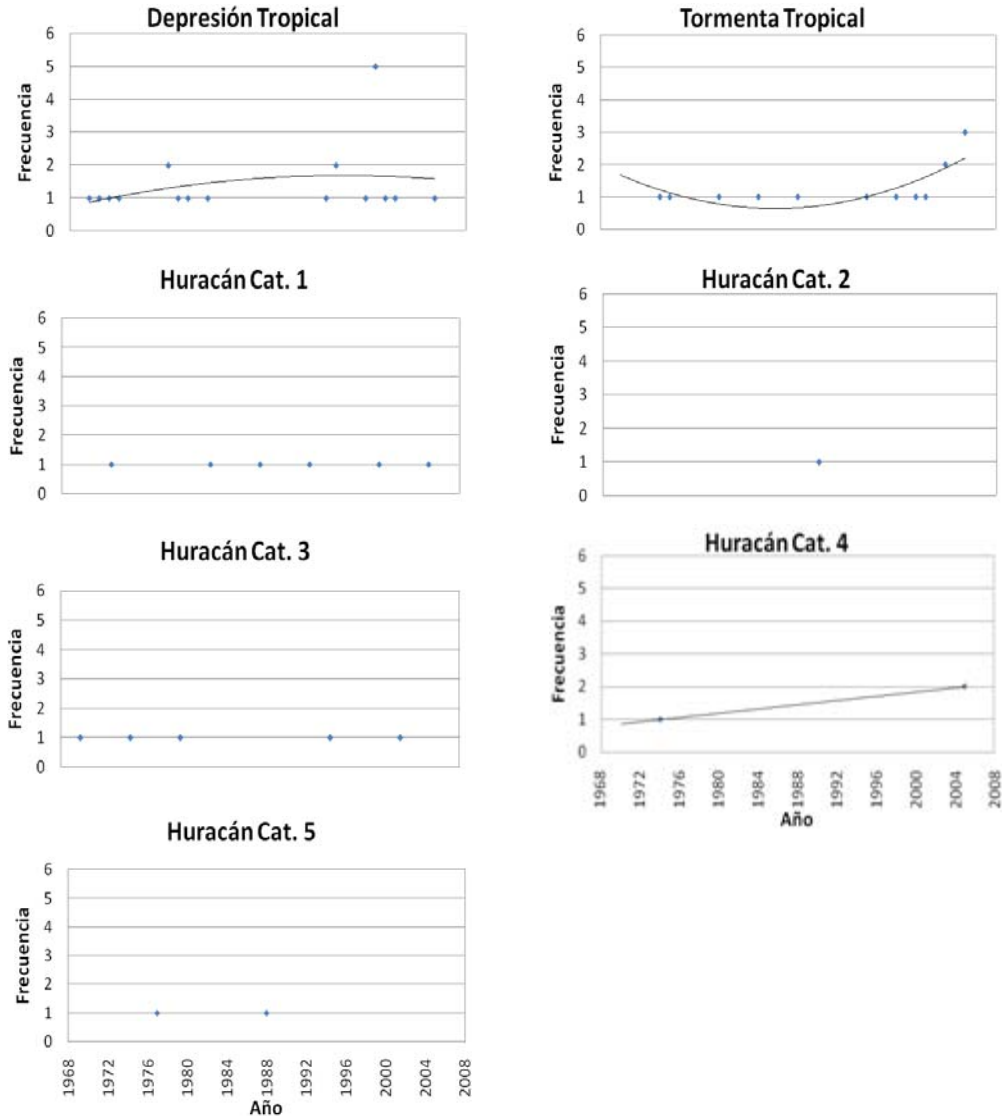 Depresión Tropical
Frecuencia
6
5
4
3
2
1
0
Tormenta Tropical
Frecuencia
6
5
4
3
2
1
0
Huracán Cat. 1
Frecuencia
6
5
4
3
2
1
0
Huracán Cat. 2
Frecuencia
6
5
4
3
2
1
0
Huracán Cat. 3
Frecuencia
6
5
4
3
2
1
0
Huracán Cat. 4
Frecuencia
6
5
4
3
2
1
0
1968 1972 1976 1980 1984 1988 1992 1996 2000 2004 2008
Año
Huracán Cat. 5
Frecuencia
6
5
4
3
2
1
0
1968 1972 1976 1980 1984 1988 1992 1996 2000 2004 2008
Año